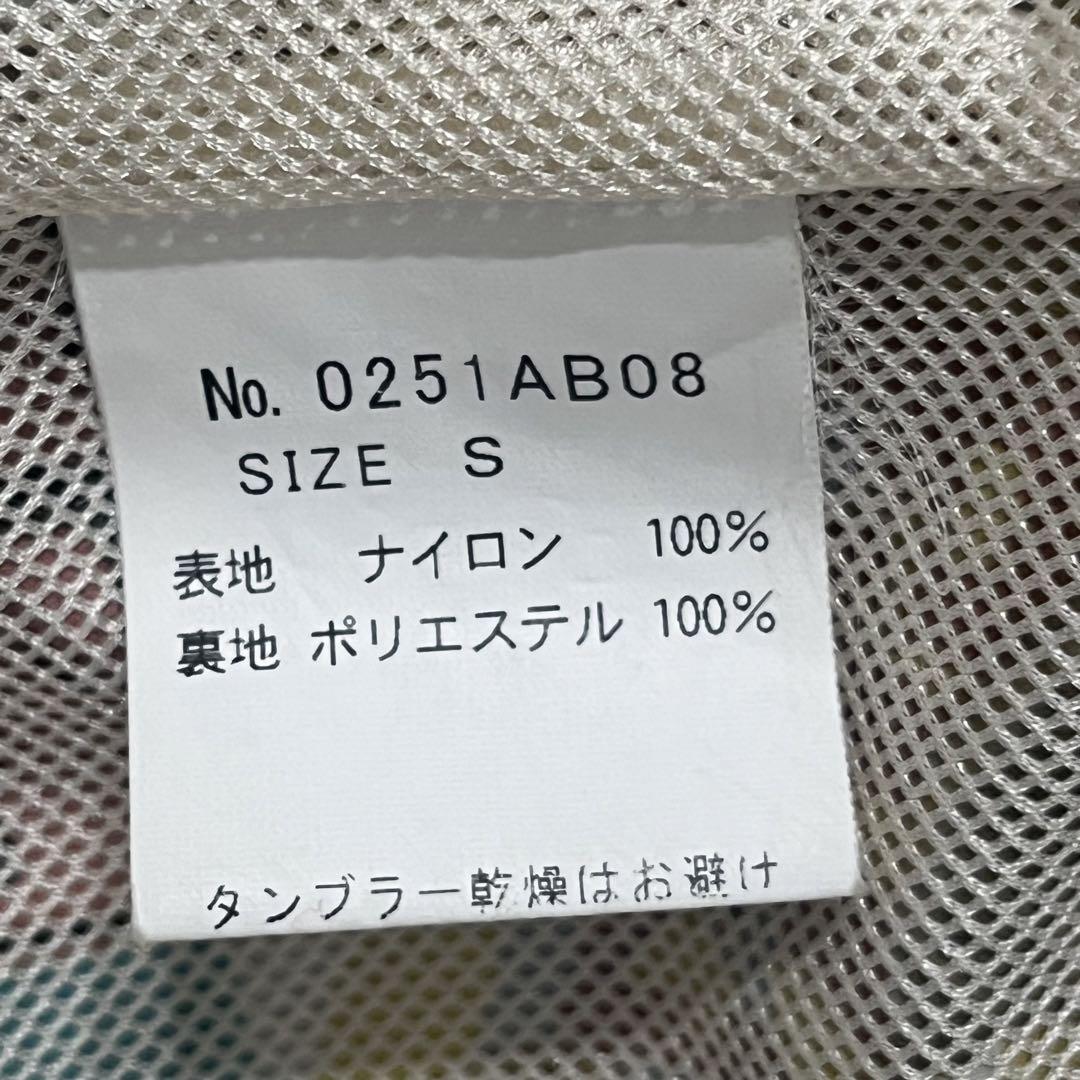 No. 0251AB08
SIZE S
表地 ナイロン 100%
裏地 ポリエステル 100%
タンブラー乾燥はお避け